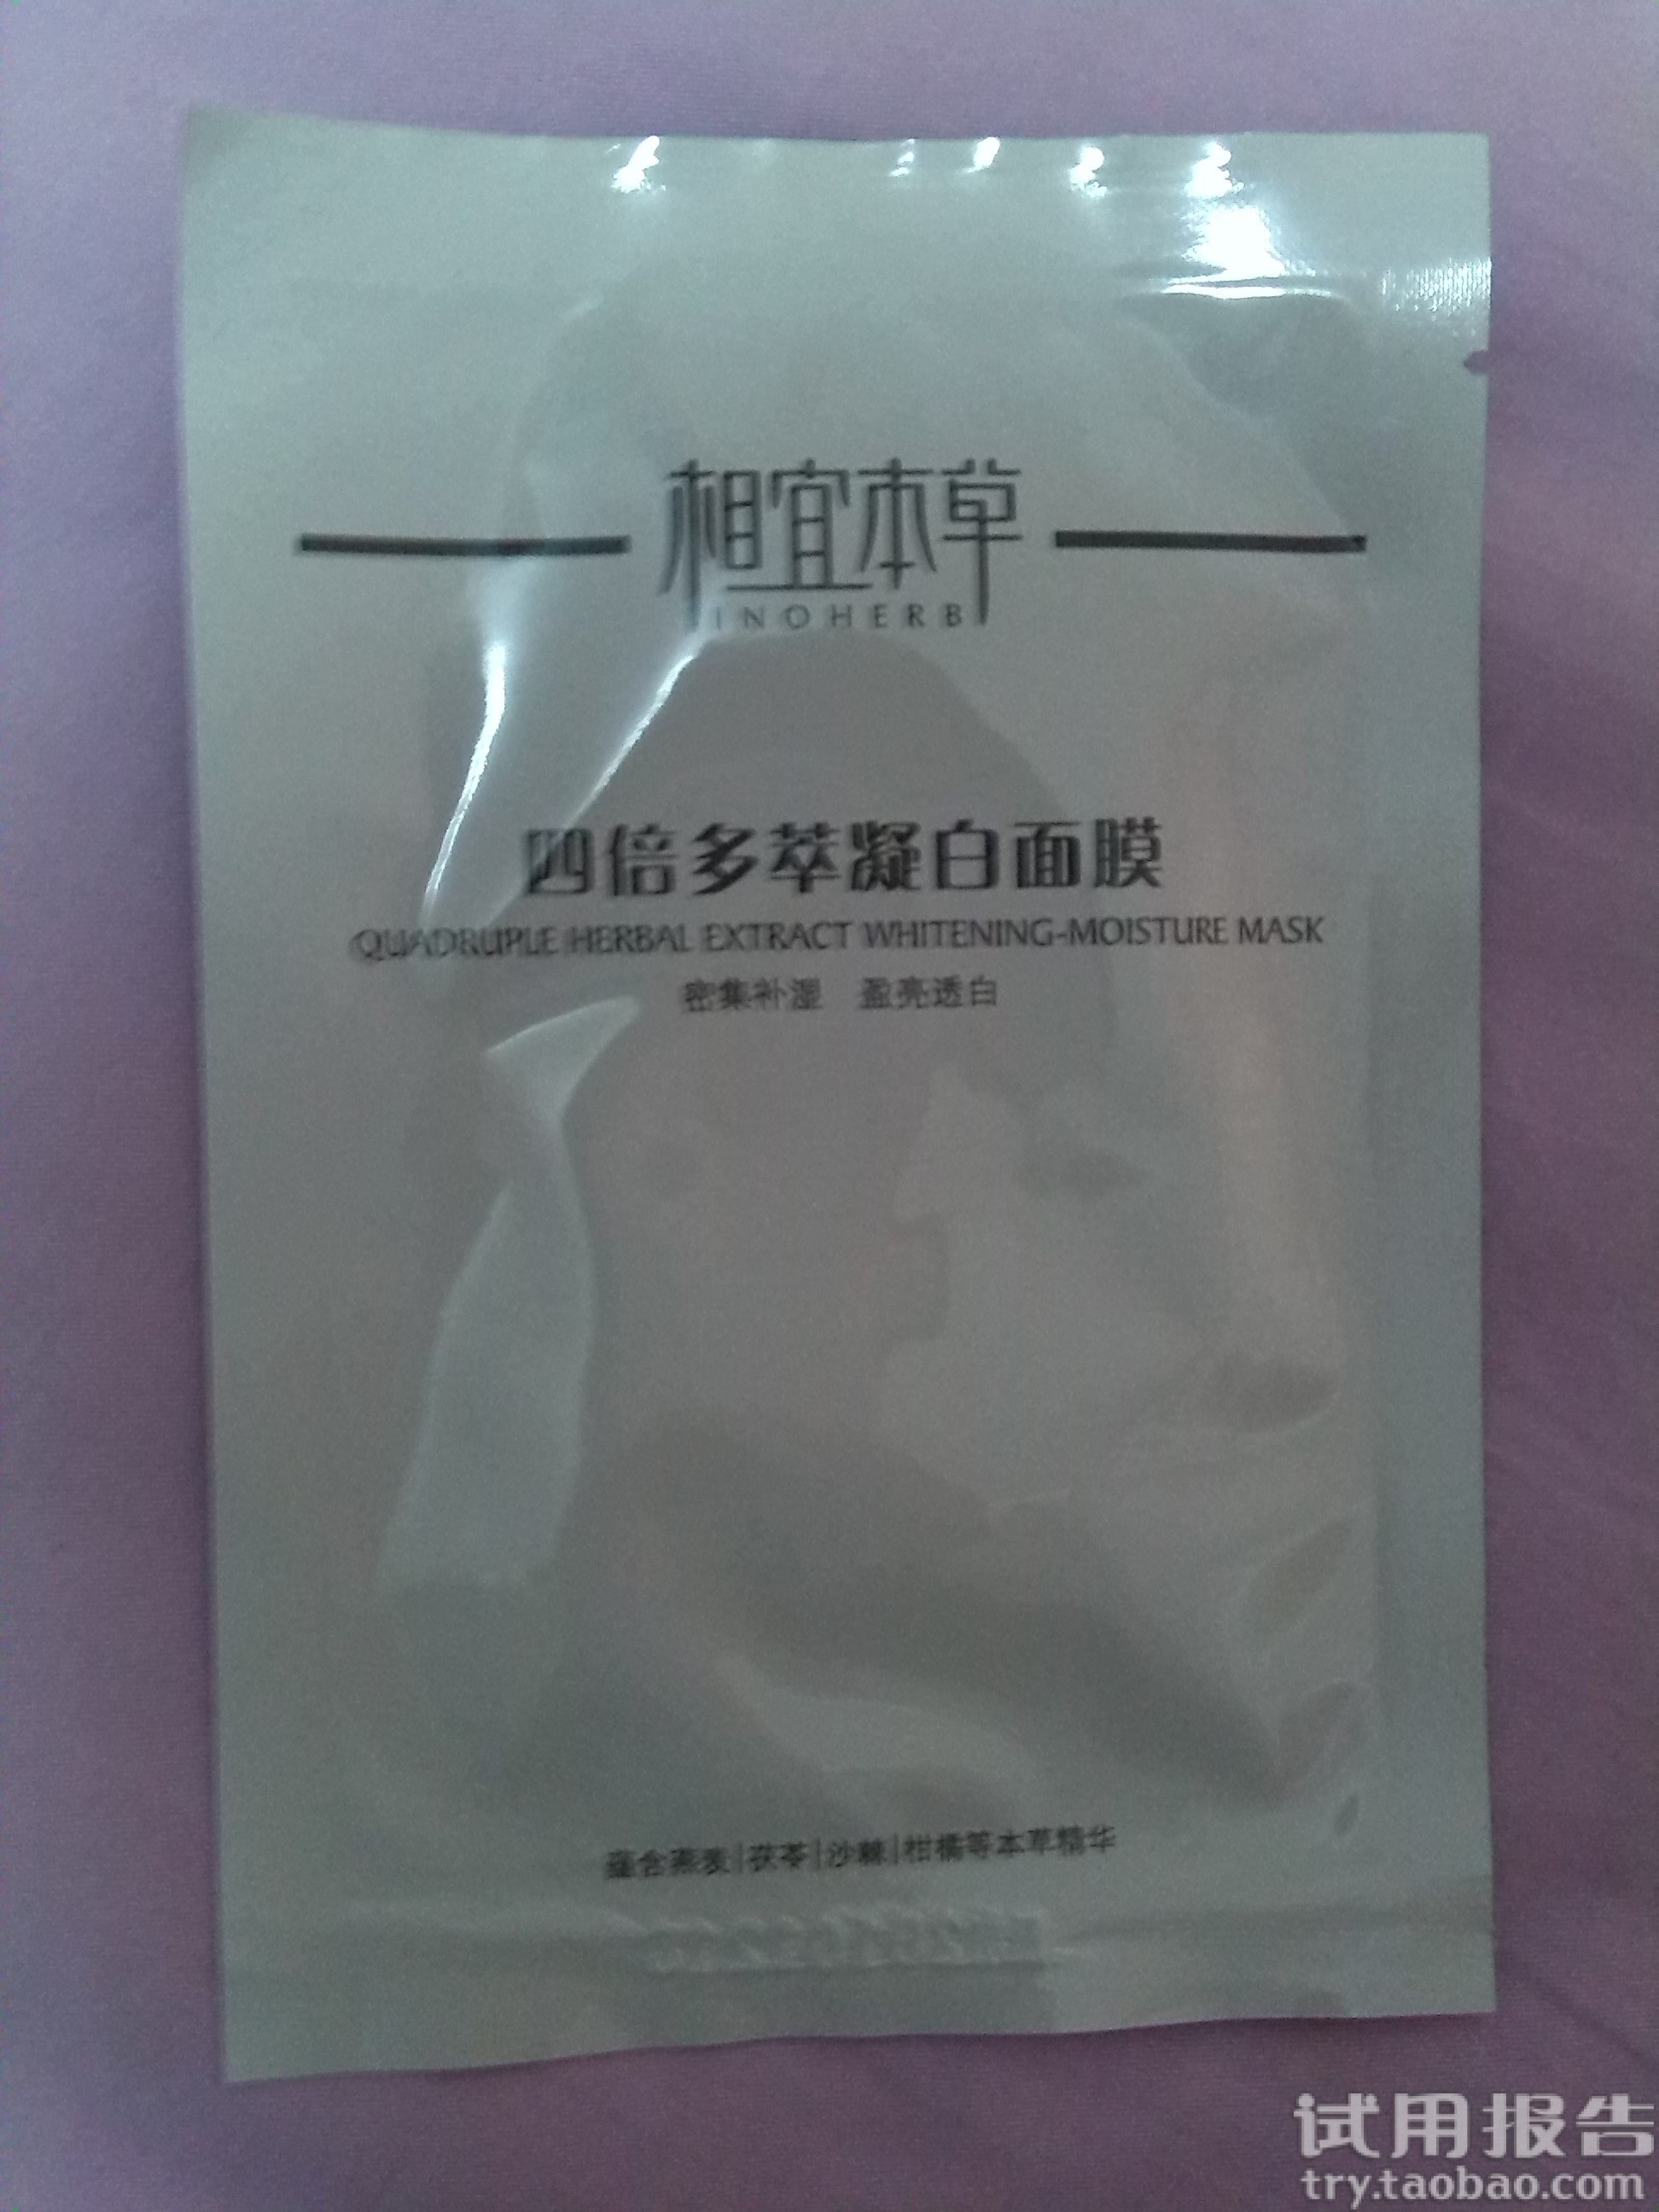 相宜本草
INOHERB
四倍多萃凝白面膜
QUADRUPLE HERBAL EXTRACT WHITENING-MOISTURE MASK
密集补湿 盈亮透白
蕴含燕麦|茯苓|沙棘|柑橘等本草精华
试用报告
try.taobao.com